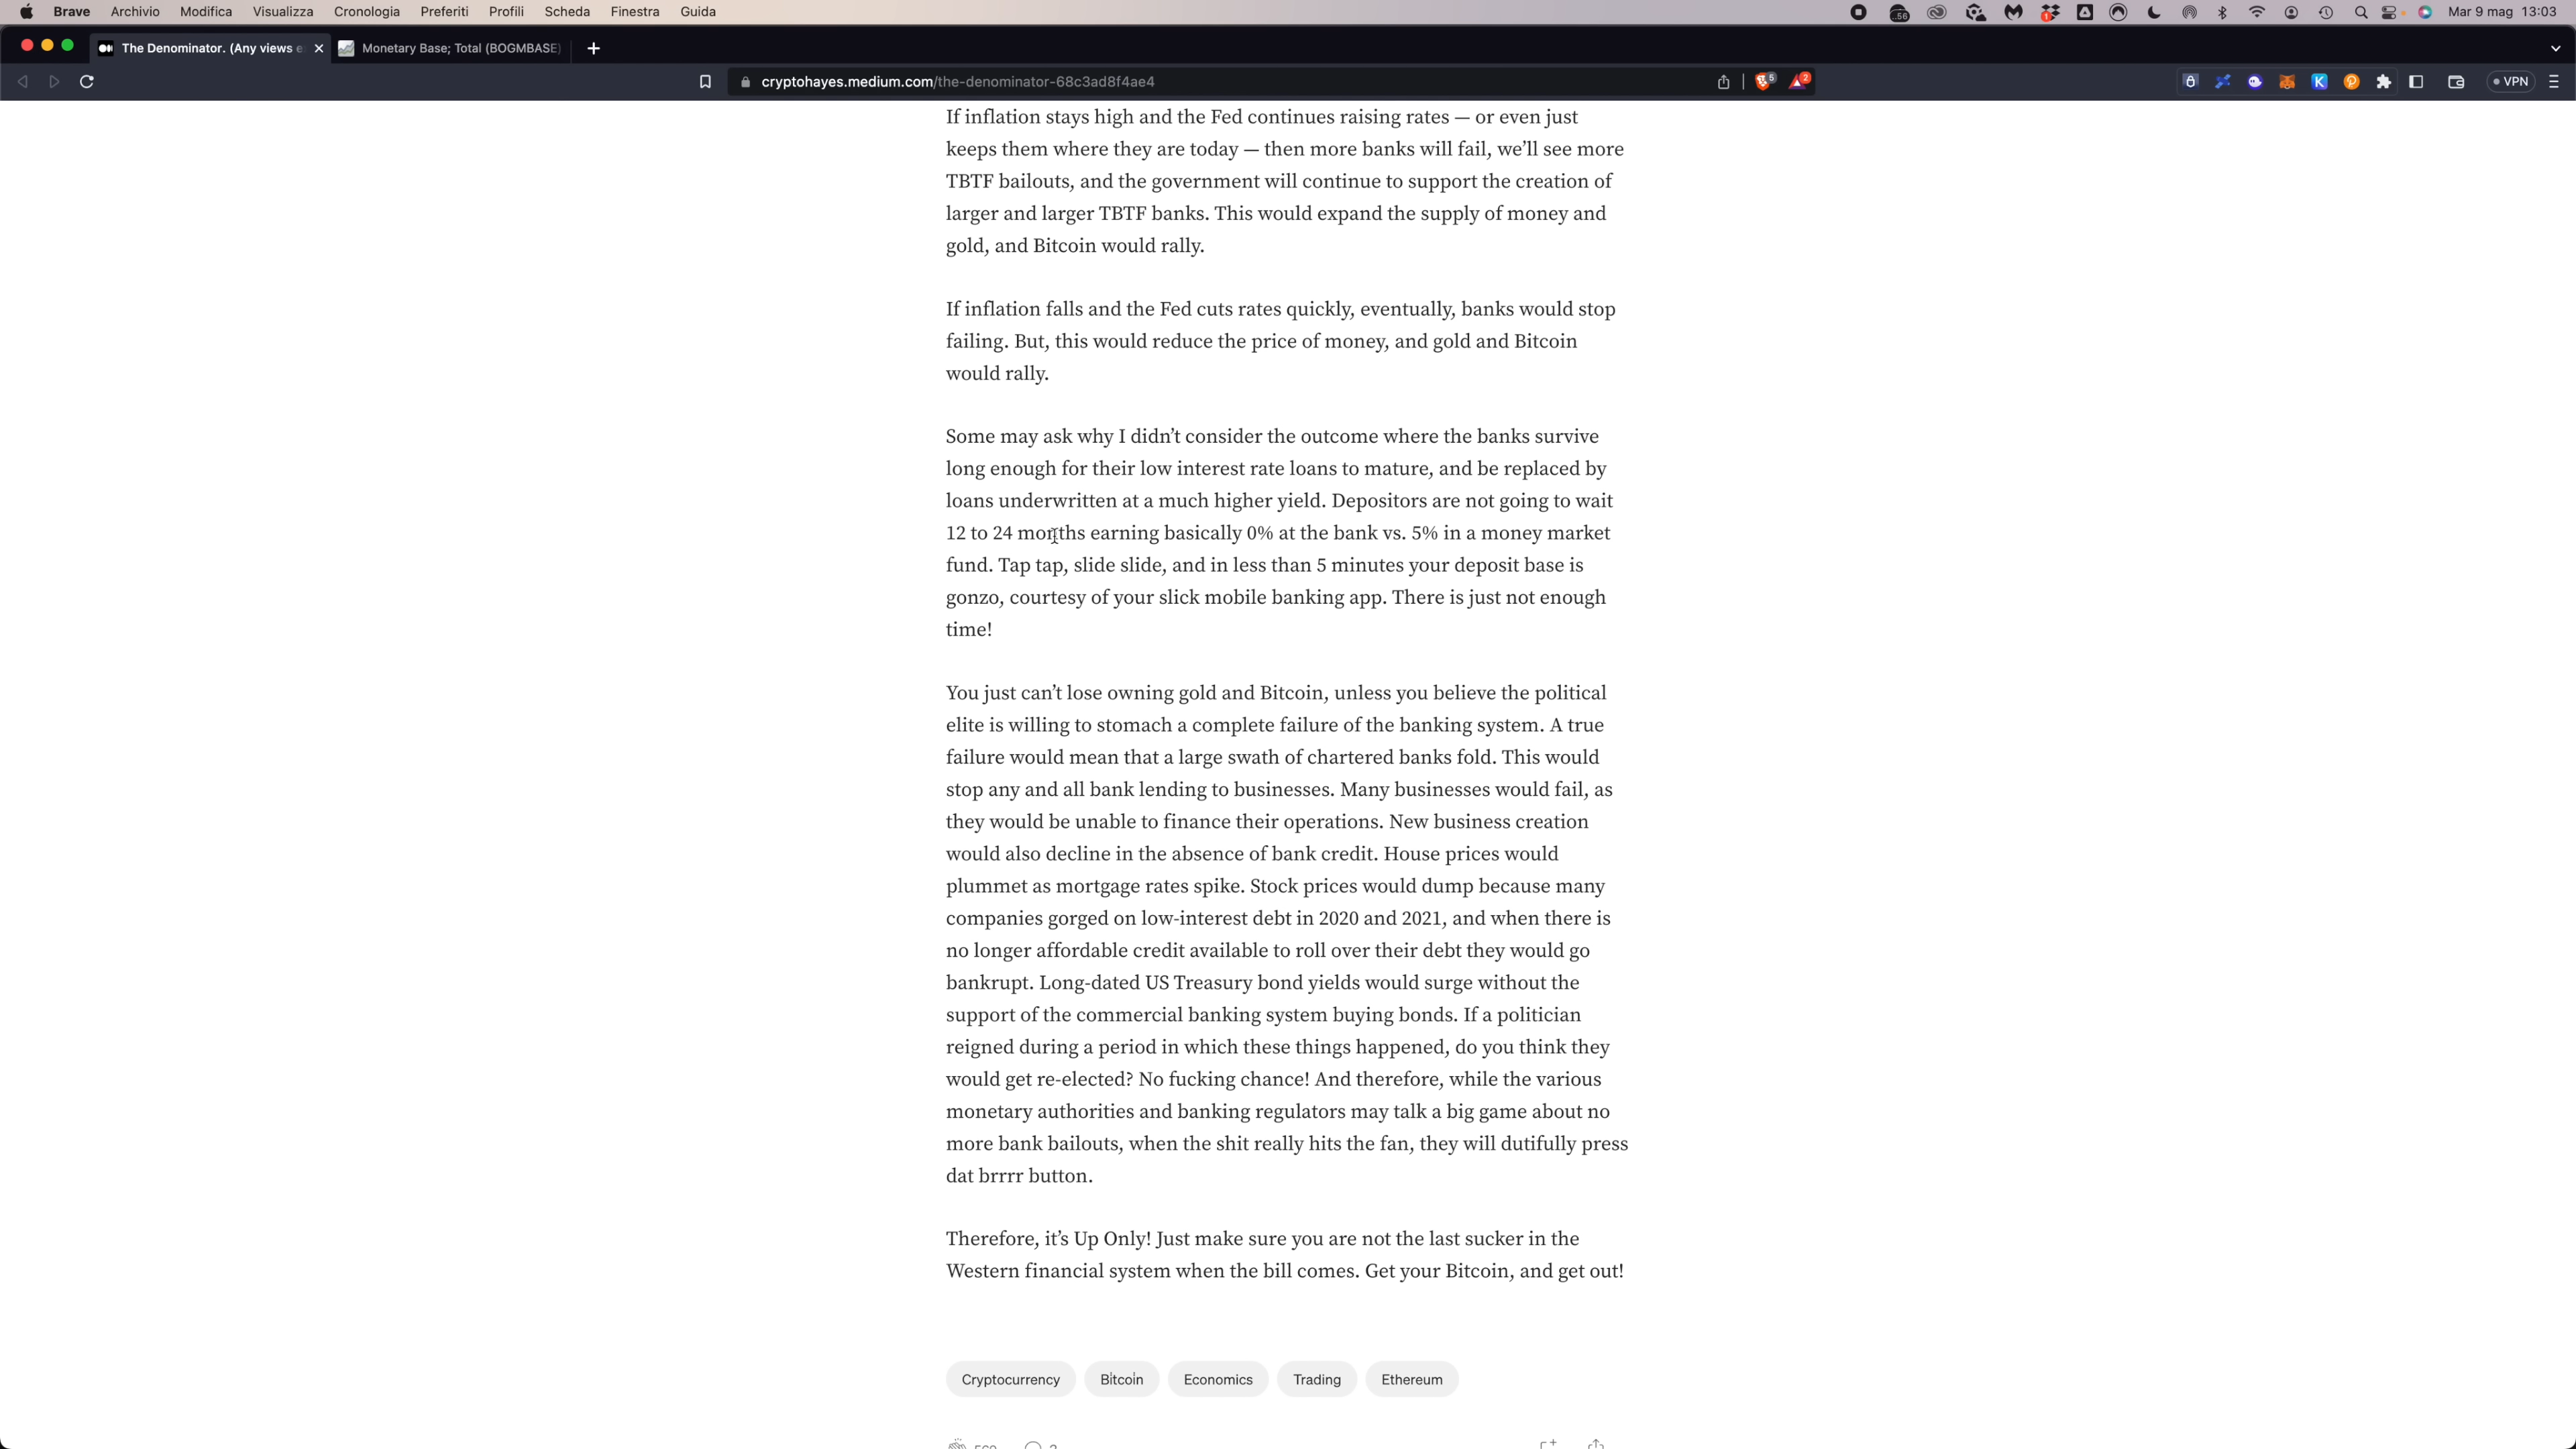 Brave Archivio Modifica Visualizza Cronologia Preferiti Profili Scheda Finestra Guida Mar 9 mag 13:03
The Denominator. (Any views e Monetary Base; Total (BOGMBASE)
cryptohayes.medium.com/the-denominator-68c3ad8f4ae4 VPN
If inflation stays high and the Fed continues raising rates — or even just
keeps them where they are today — then more banks will fail, we’ll see more
TBTF bailouts, and the government will continue to support the creation of
larger and larger TBTF banks. This would expand the supply of money and
gold, and Bitcoin would rally.
If inflation falls and the Fed cuts rates quickly, eventually, banks would stop
failing. But, this would reduce the price of money, and gold and Bitcoin
would rally.
Some may ask why I didn’t consider the outcome where the banks survive
long enough for their low interest rate loans to mature, and be replaced by
loans underwritten at a much higher yield. Depositors are not going to wait
12 to 24 months earning basically 0% at the bank vs. 5% in a money market
fund. Tap tap, slide slide, and in less than 5 minutes your deposit base is
gonzo, courtesy of your slick mobile banking app. There is just not enough
time!
You just can’t lose owning gold and Bitcoin, unless you believe the political
elite is willing to stomach a complete failure of the banking system. A true
failure would mean that a large swath of chartered banks fold. This would
stop any and all bank lending to businesses. Many businesses would fail, as
they would be unable to finance their operations. New business creation
would also decline in the absence of bank credit. House prices would
plummet as mortgage rates spike. Stock prices would dump because many
companies gorged on low-interest debt in 2020 and 2021, and when there is
no longer affordable credit available to roll over their debt they would go
bankrupt. Long-dated US Treasury bond yields would surge without the
support of the commercial banking system buying bonds. If a politician
reigned during a period in which these things happened, do you think they
would get re-elected? No fucking chance! And therefore, while the various
monetary authorities and banking regulators may talk a big game about no
more bank bailouts, when the shit really hits the fan, they will dutifully press
dat brrrr button.
Therefore, it’s Up Only! Just make sure you are not the last sucker in the
Western financial system when the bill comes. Get your Bitcoin, and get out!
Cryptocurrency Bitcoin Economics Trading Ethereum